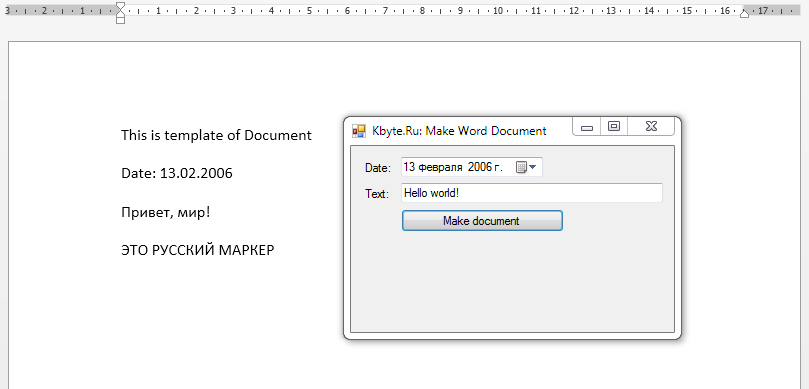 3 2 1 1 2 3 4 5 6 7 8 9 10 11 12 13 14 15 16 17
This is template of Document
Date: 13.02.2006
Привет, мир!
ЭТО РУССКИЙ МАРКЕР
Kbyte.Ru: Make Word Document
Date: 13 февраля 2006 г.
Text: Hello world!
Make document